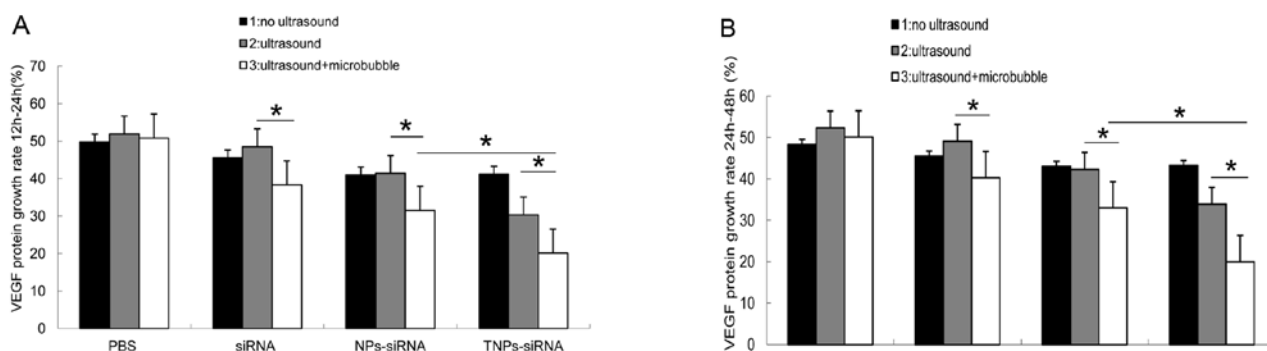 A
1:no ultrasound
2:ultrasound
3:ultrasound+microbubble
VEGF protein growth rate 12h-24h(%)
70
60
50
40
30
20
10
0
*
*
*
*
PBS
siRNA
NPs-siRNA
TNPs-siRNA
B
1:no ultrasound
2:ultrasound
3:ultrasound+microbubble
VEGF protein growth rate 24h-48h (%)
60
50
40
30
20
10
0
*
*
*
*